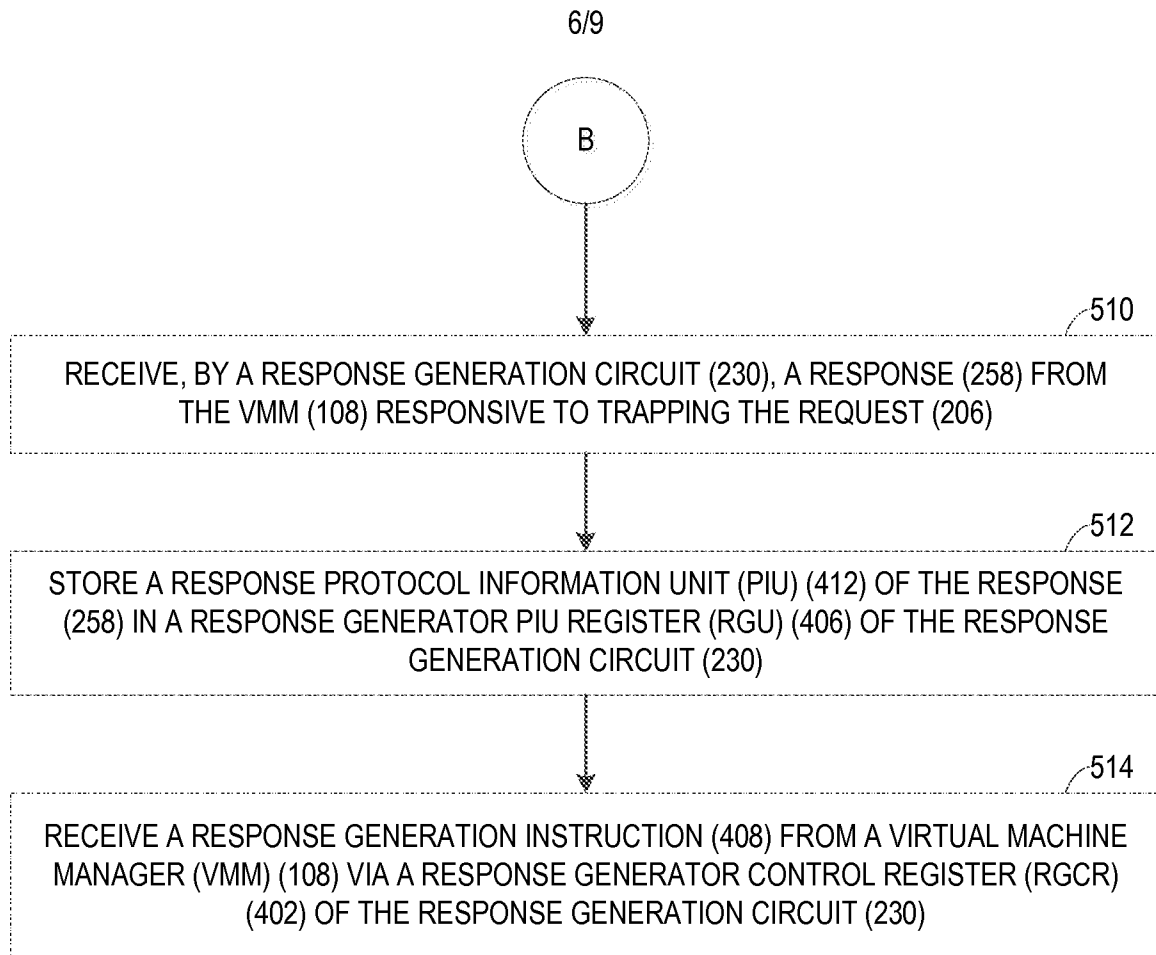 6/9
B
510
RECEIVE, BY A RESPONSE GENERATION CIRCUIT (230), A RESPONSE (258) FROM
THE VMM (108) RESPONSIVE TO TRAPPING THE REQUEST (206)
512
STORE A RESPONSE PROTOCOL INFORMATION UNIT (PIU) (412) OF THE RESPONSE
(258) IN A RESPONSE GENERATOR PIU REGISTER (RGU) (406) OF THE RESPONSE
GENERATION CIRCUIT (230)
514
RECEIVE A RESPONSE GENERATION INSTRUCTION (408) FROM A VIRTUAL MACHINE
MANAGER (VMM) (108) VIA A RESPONSE GENERATOR CONTROL REGISTER (RGCR)
(402) OF THE RESPONSE GENERATION CIRCUIT (230)